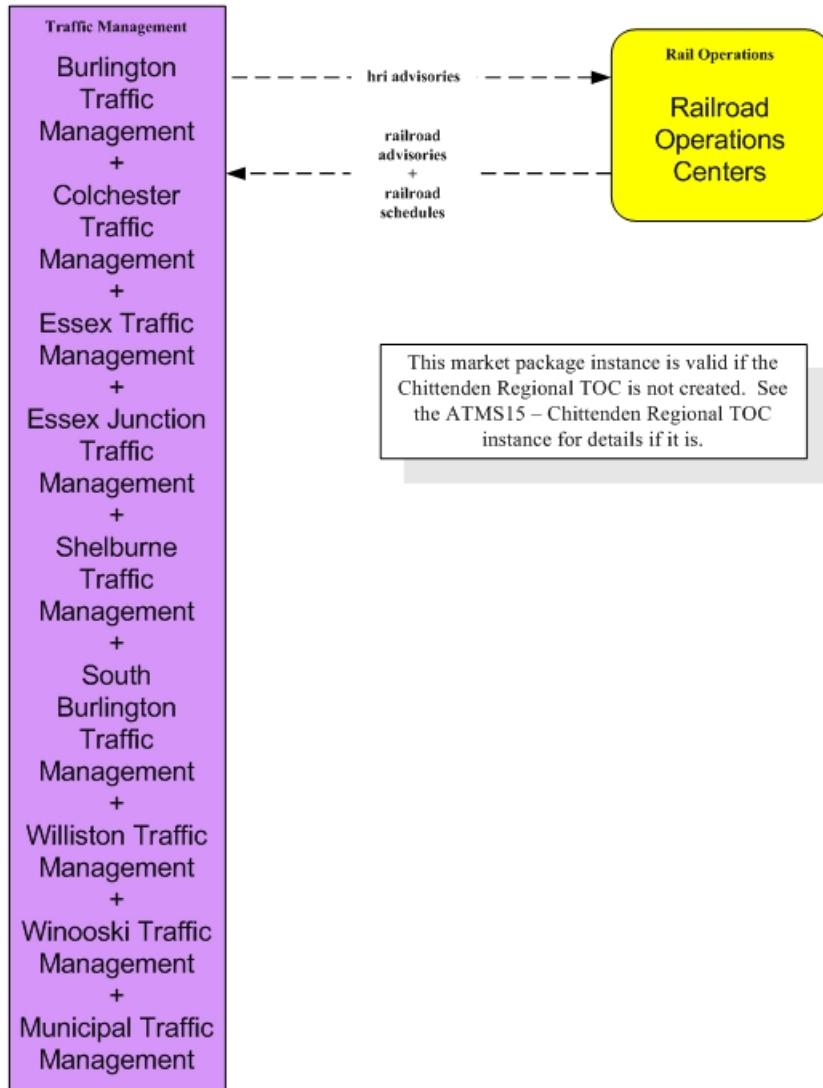 Traffic Management
Burlington
Traffic
Management
+
Colchester
Traffic
Management
+
Essex Traffic
Management
+
Essex Junction
Traffic
Management
+
Shelburne
Traffic
Management
+
South
Burlington
Traffic
Management
+
Williston Traffic
Management
+
Winooski Traffic
Management
+
Municipal Traffic
Management
hri advisories
railroad
advisories
+
railroad
schedules
Rail Operations
Railroad
Operations
Centers
This market package instance is valid if the
Chittenden Regional TOC is not created. See
the ATMS15 – Chittenden Regional TOC
instance for details if it is.